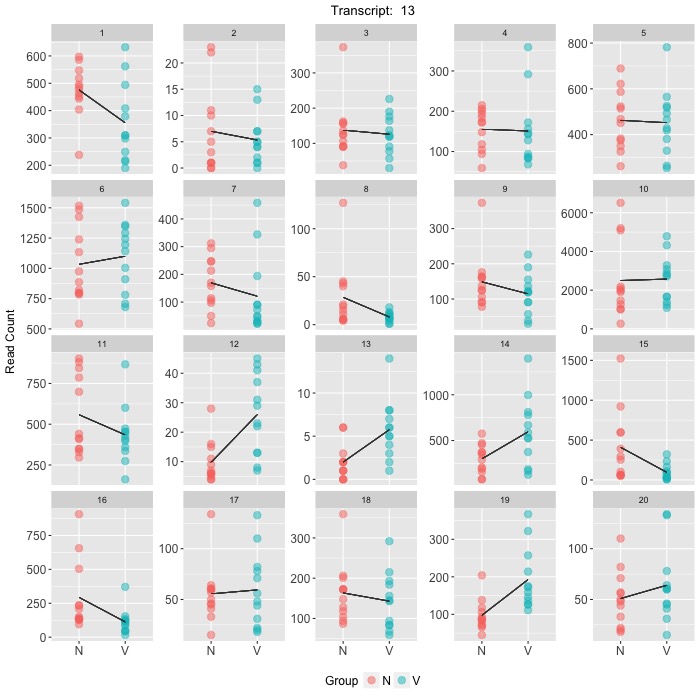 Transcript: 13
1 2 3 4 5
600 500 400 300 200
20 15 10 5 0
300 200 100
300 200 100
800 600 400
6 7 8 9 10
1500 1250 1000 750 500
400 300 200 100
100 50 0
300 200 100
6000 4000 2000 0
Read Count
11 12 13 14 15
750 500 250
40 30 20 10
10 5 0
1000 500
1500 1000 500 0
16 17 18 19 20
750 500 250 0
100 50
300 200 100
300 200 100
100 50
N V N V N V N V N V
Group N V